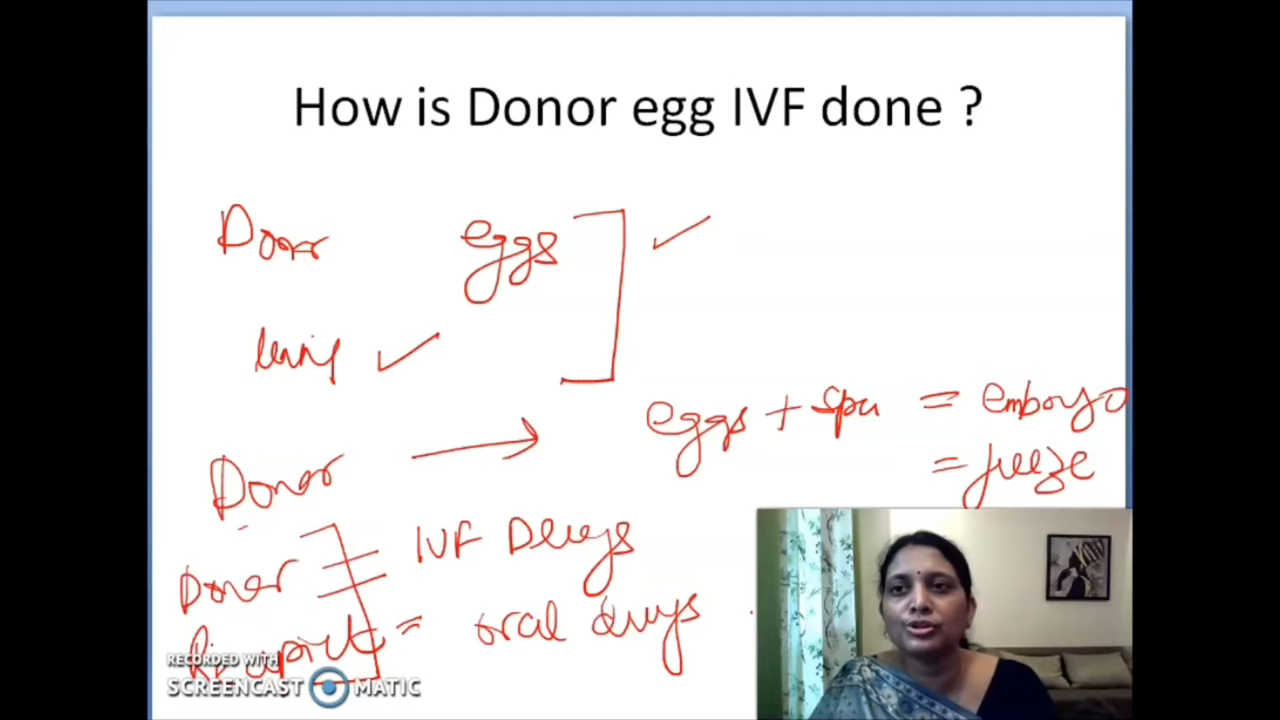 How is Donor egg IVF done ?
Donor eggs
Donor
eggs + = embryo
= freeze
Donor IVF Drugs
= oral drugs
RECORDED WITH
SCREENCAST MATIC